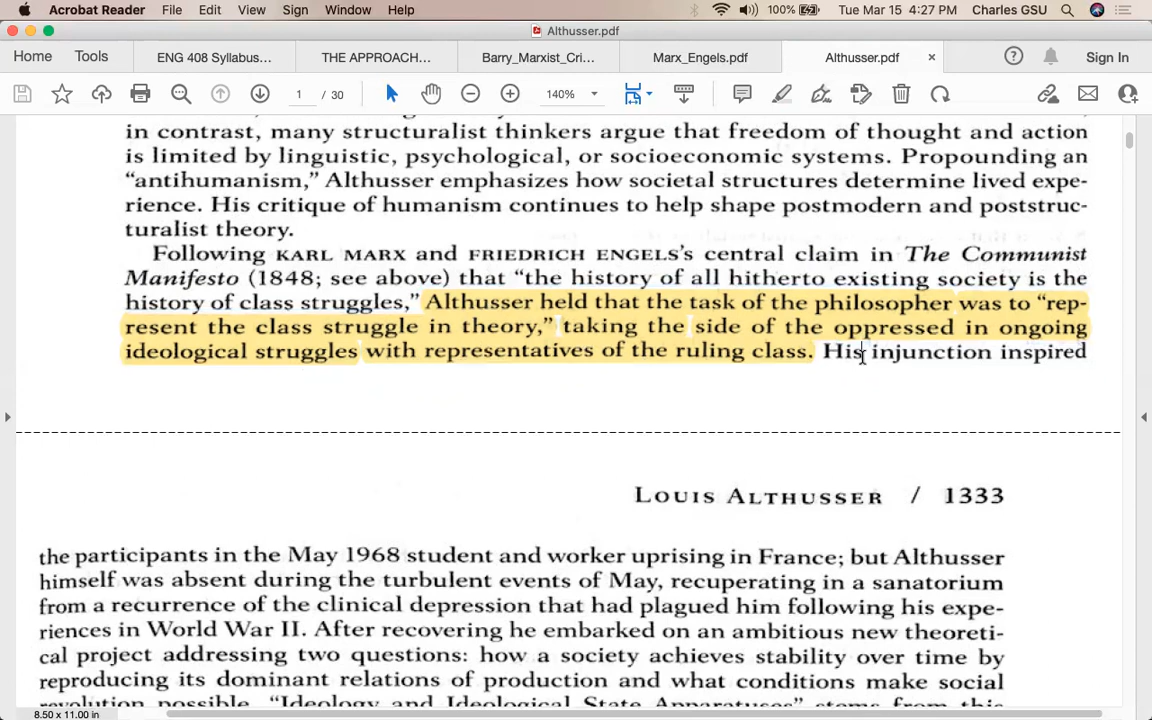 Acrobat Reader File Edit View Sign Window Help 100% Tue Mar 15 4:27 PM Charles GSU
Althusser.pdf
Home Tools ENG 408 Syllabus... THE APPROACH... Barry_Marxist_Cri... Marx_Engels.pdf Althusser.pdf × Sign In
1 / 30 140%
in contrast, many structuralist thinkers argue that freedom of thought and action
is limited by linguistic, psychological, or socioeconomic systems. Propounding an
“antihumanism,” Althusser emphasizes how societal structures determine lived expe-
rience. His critique of humanism continues to help shape postmodern and poststruc-
turalist theory.
Following KARL MARX and FRIEDRICH ENGELS’s central claim in The Communist
Manifesto (1848; see above) that “the history of all hitherto existing society is the
history of class struggles,” Althusser held that the task of the philosopher was to “rep-
resent the class struggle in theory,” taking the side of the oppressed in ongoing
ideological struggles with representatives of the ruling class. His injunction inspired
LOUIS ALTHUSSER / 1333
the participants in the May 1968 student and worker uprising in France; but Althusser
himself was absent during the turbulent events of May, recuperating in a sanatorium
from a recurrence of the clinical depression that had plagued him following his expe-
riences in World War II. After recovering he embarked on an ambitious new theoreti-
cal project addressing two questions: how a society achieves stability over time by
reproducing its dominant relations of production and what conditions make social
revolution possible. “Ideology and Ideological State Apparatuses” stems from this
8.50 x 11.00 in